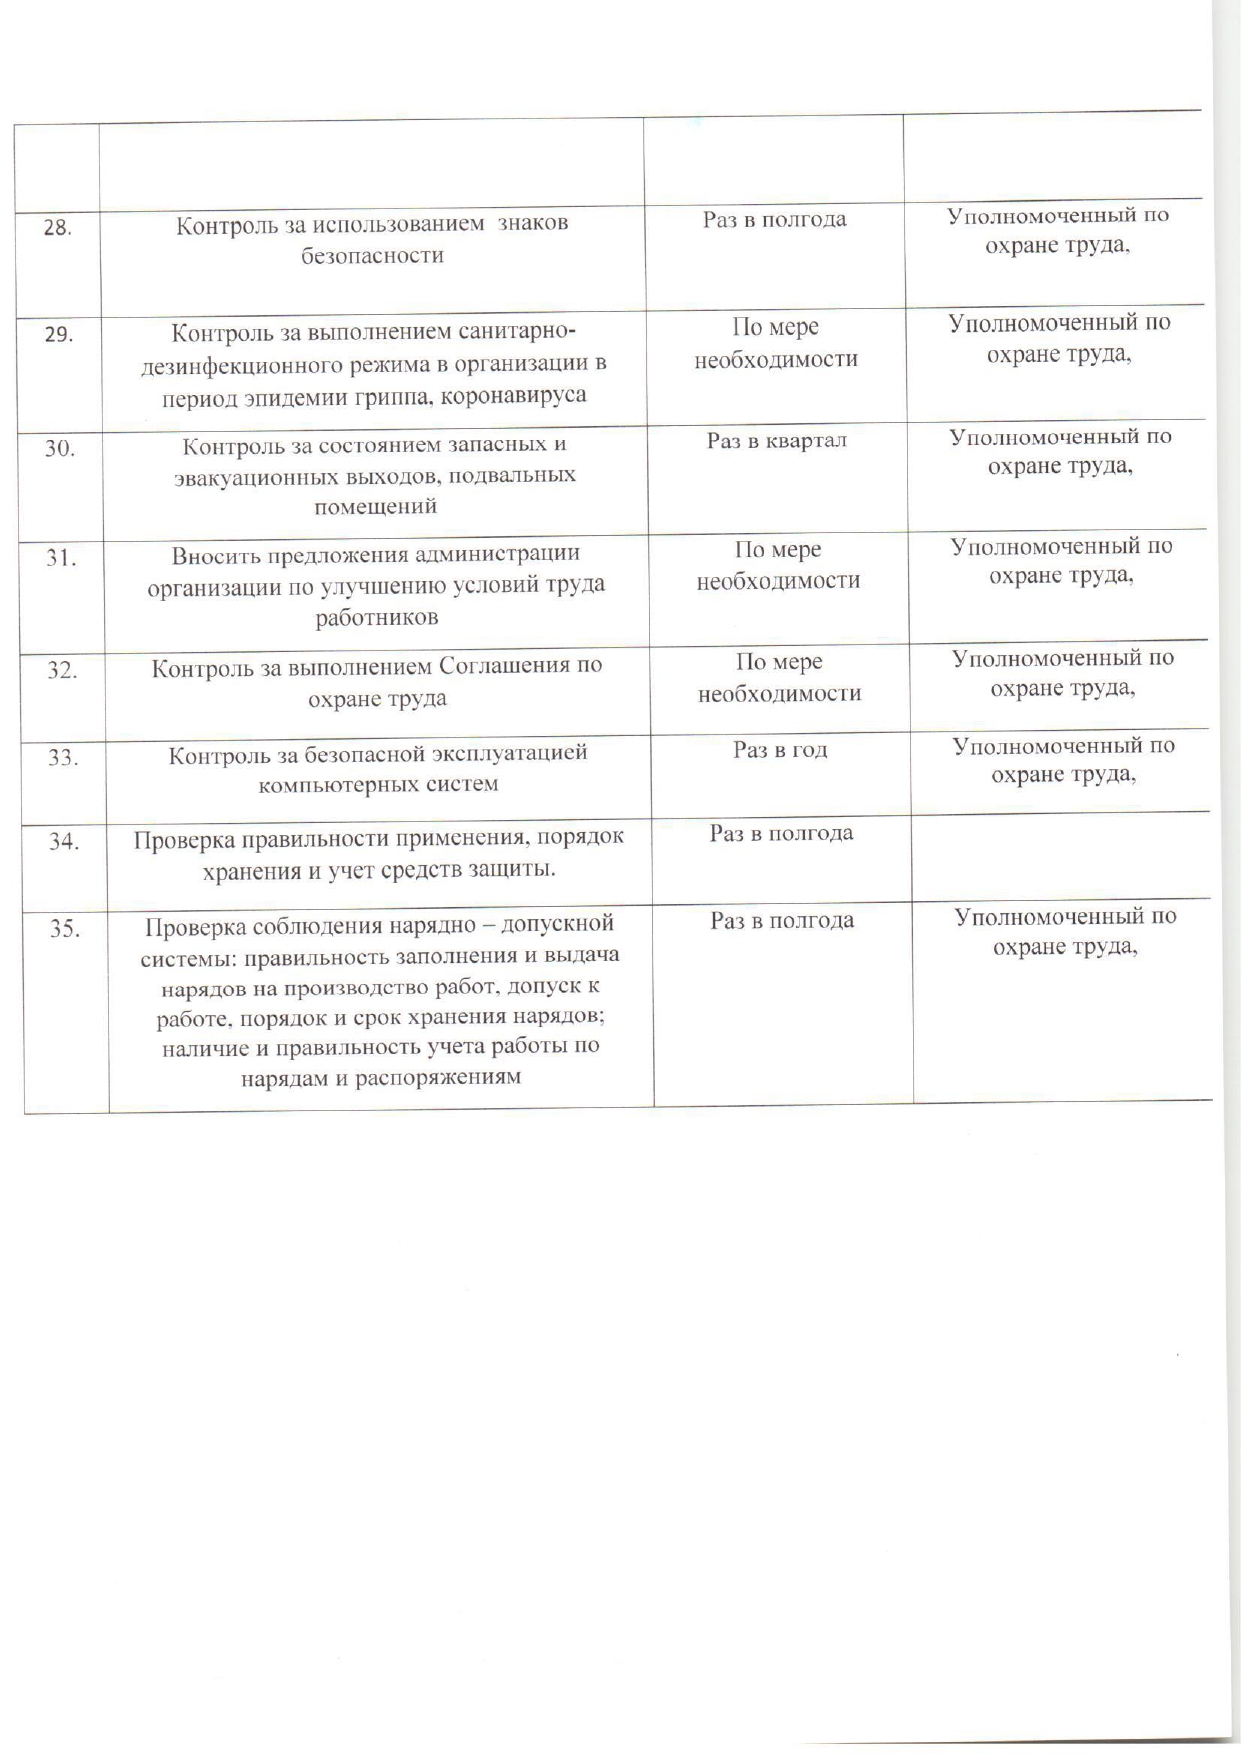 28.
Контроль за использованием знаков
безопасности
Раз в полгода
Уполномоченный по
охране труда,
29.
Контроль за выполнением санитарно-
дезинфекционного режима в организации в
период эпидемии гриппа, коронавируса
По мере
необходимости
Уполномоченный по
охране труда,
30.
Контроль за состоянием запасных и
эвакуационных выходов, подвальных
помещений
Раз в квартал
Уполномоченный по
охране труда,
31.
Вносить предложения администрации
организации по улучшению условий труда
работников
По мере
необходимости
Уполномоченный по
охране труда,
32.
Контроль за выполнением Соглашения по
охране труда
По мере
необходимости
Уполномоченный по
охране труда,
33.
Контроль за безопасной эксплуатацией
компьютерных систем
Раз в год
Уполномоченный по
охране труда,
34.
Проверка правильности применения, порядок
хранения и учет средств защиты.
Раз в полгода
35.
Проверка соблюдения нарядно – допускной
системы: правильность заполнения и выдача
нарядов на производство работ, допуск к
работе, порядок и срок хранения нарядов;
наличие и правильность учета работы по
нарядам и распоряжениям
Раз в полгода
Уполномоченный по
охране труда,